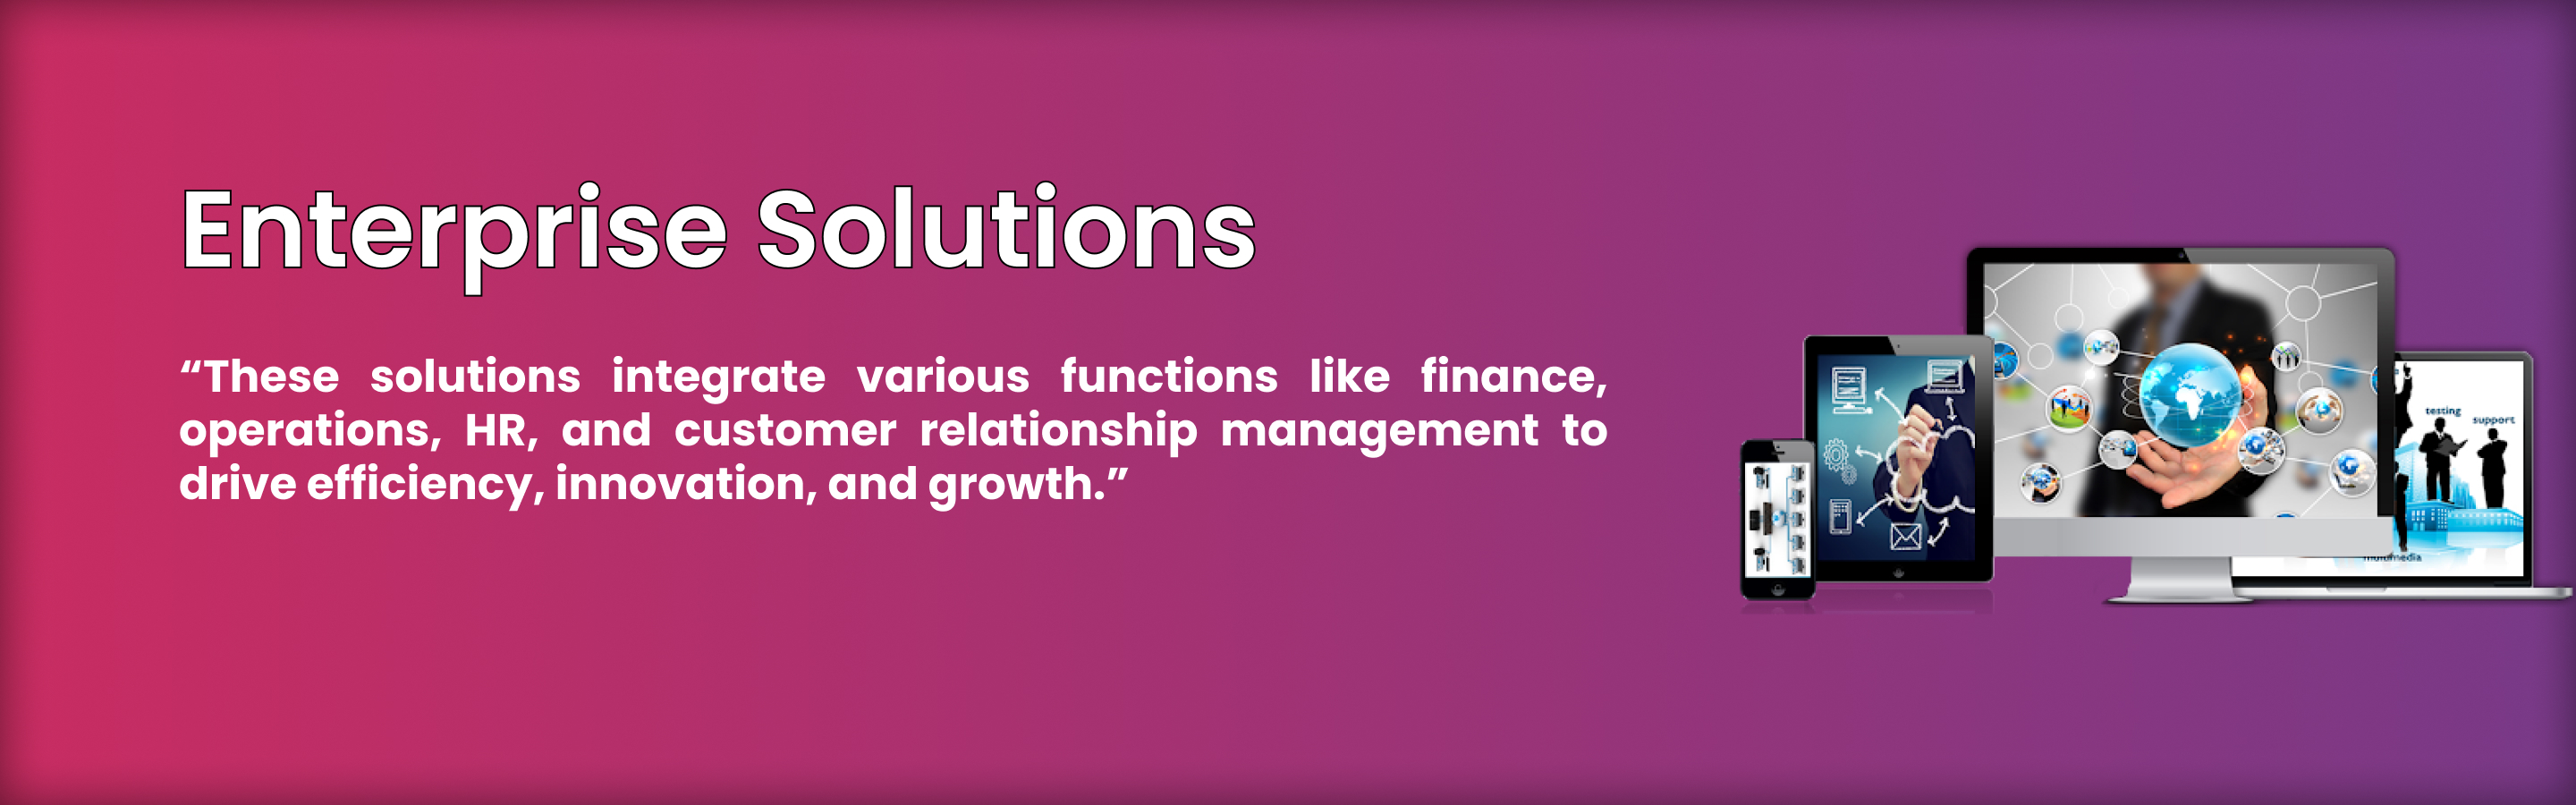 Enterprise Solutions
“These solutions integrate various functions like finance,
operations, HR, and customer relationship management to
drive efficiency, innovation, and growth.”
testing
support